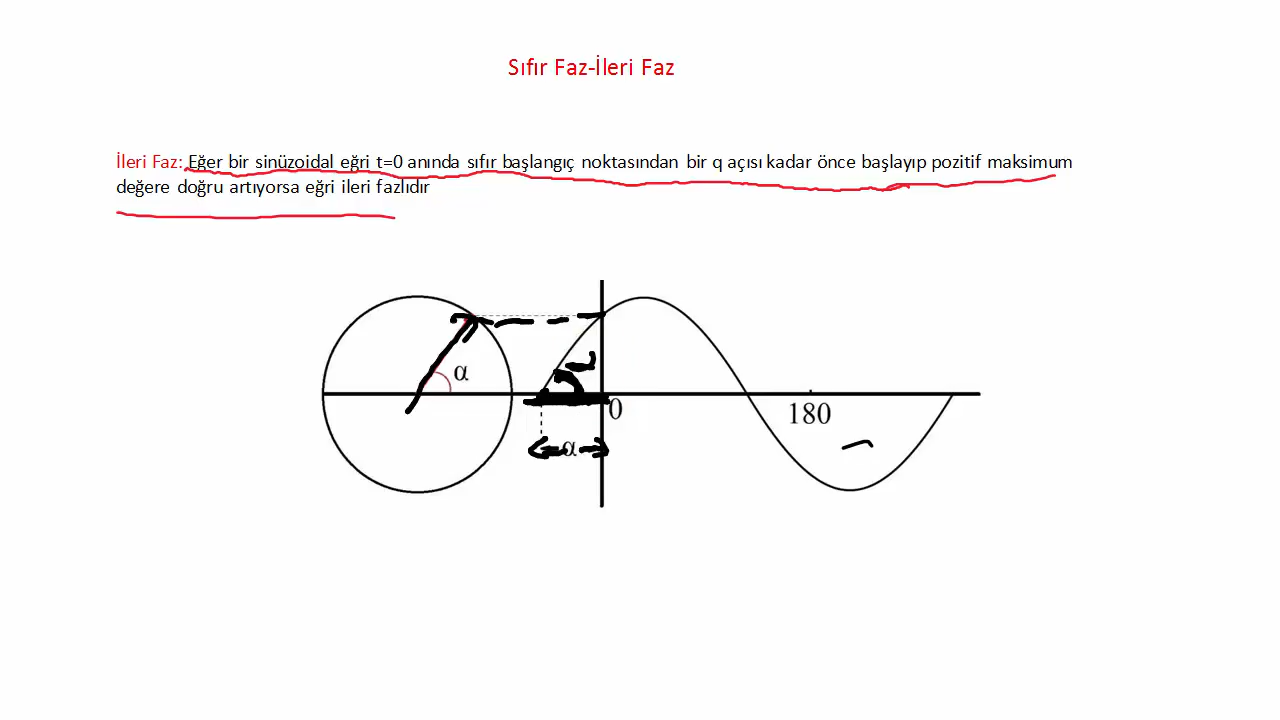 Sıfır Faz-İleri Faz
İleri Faz: Eğer bir sinüzoidal eğri t=0 anında sıfır başlangıç noktasından bir q açısı kadar önce başlayıp pozitif maksimum
değere doğru artıyorsa eğri ileri fazlıdır
α
0
180
α